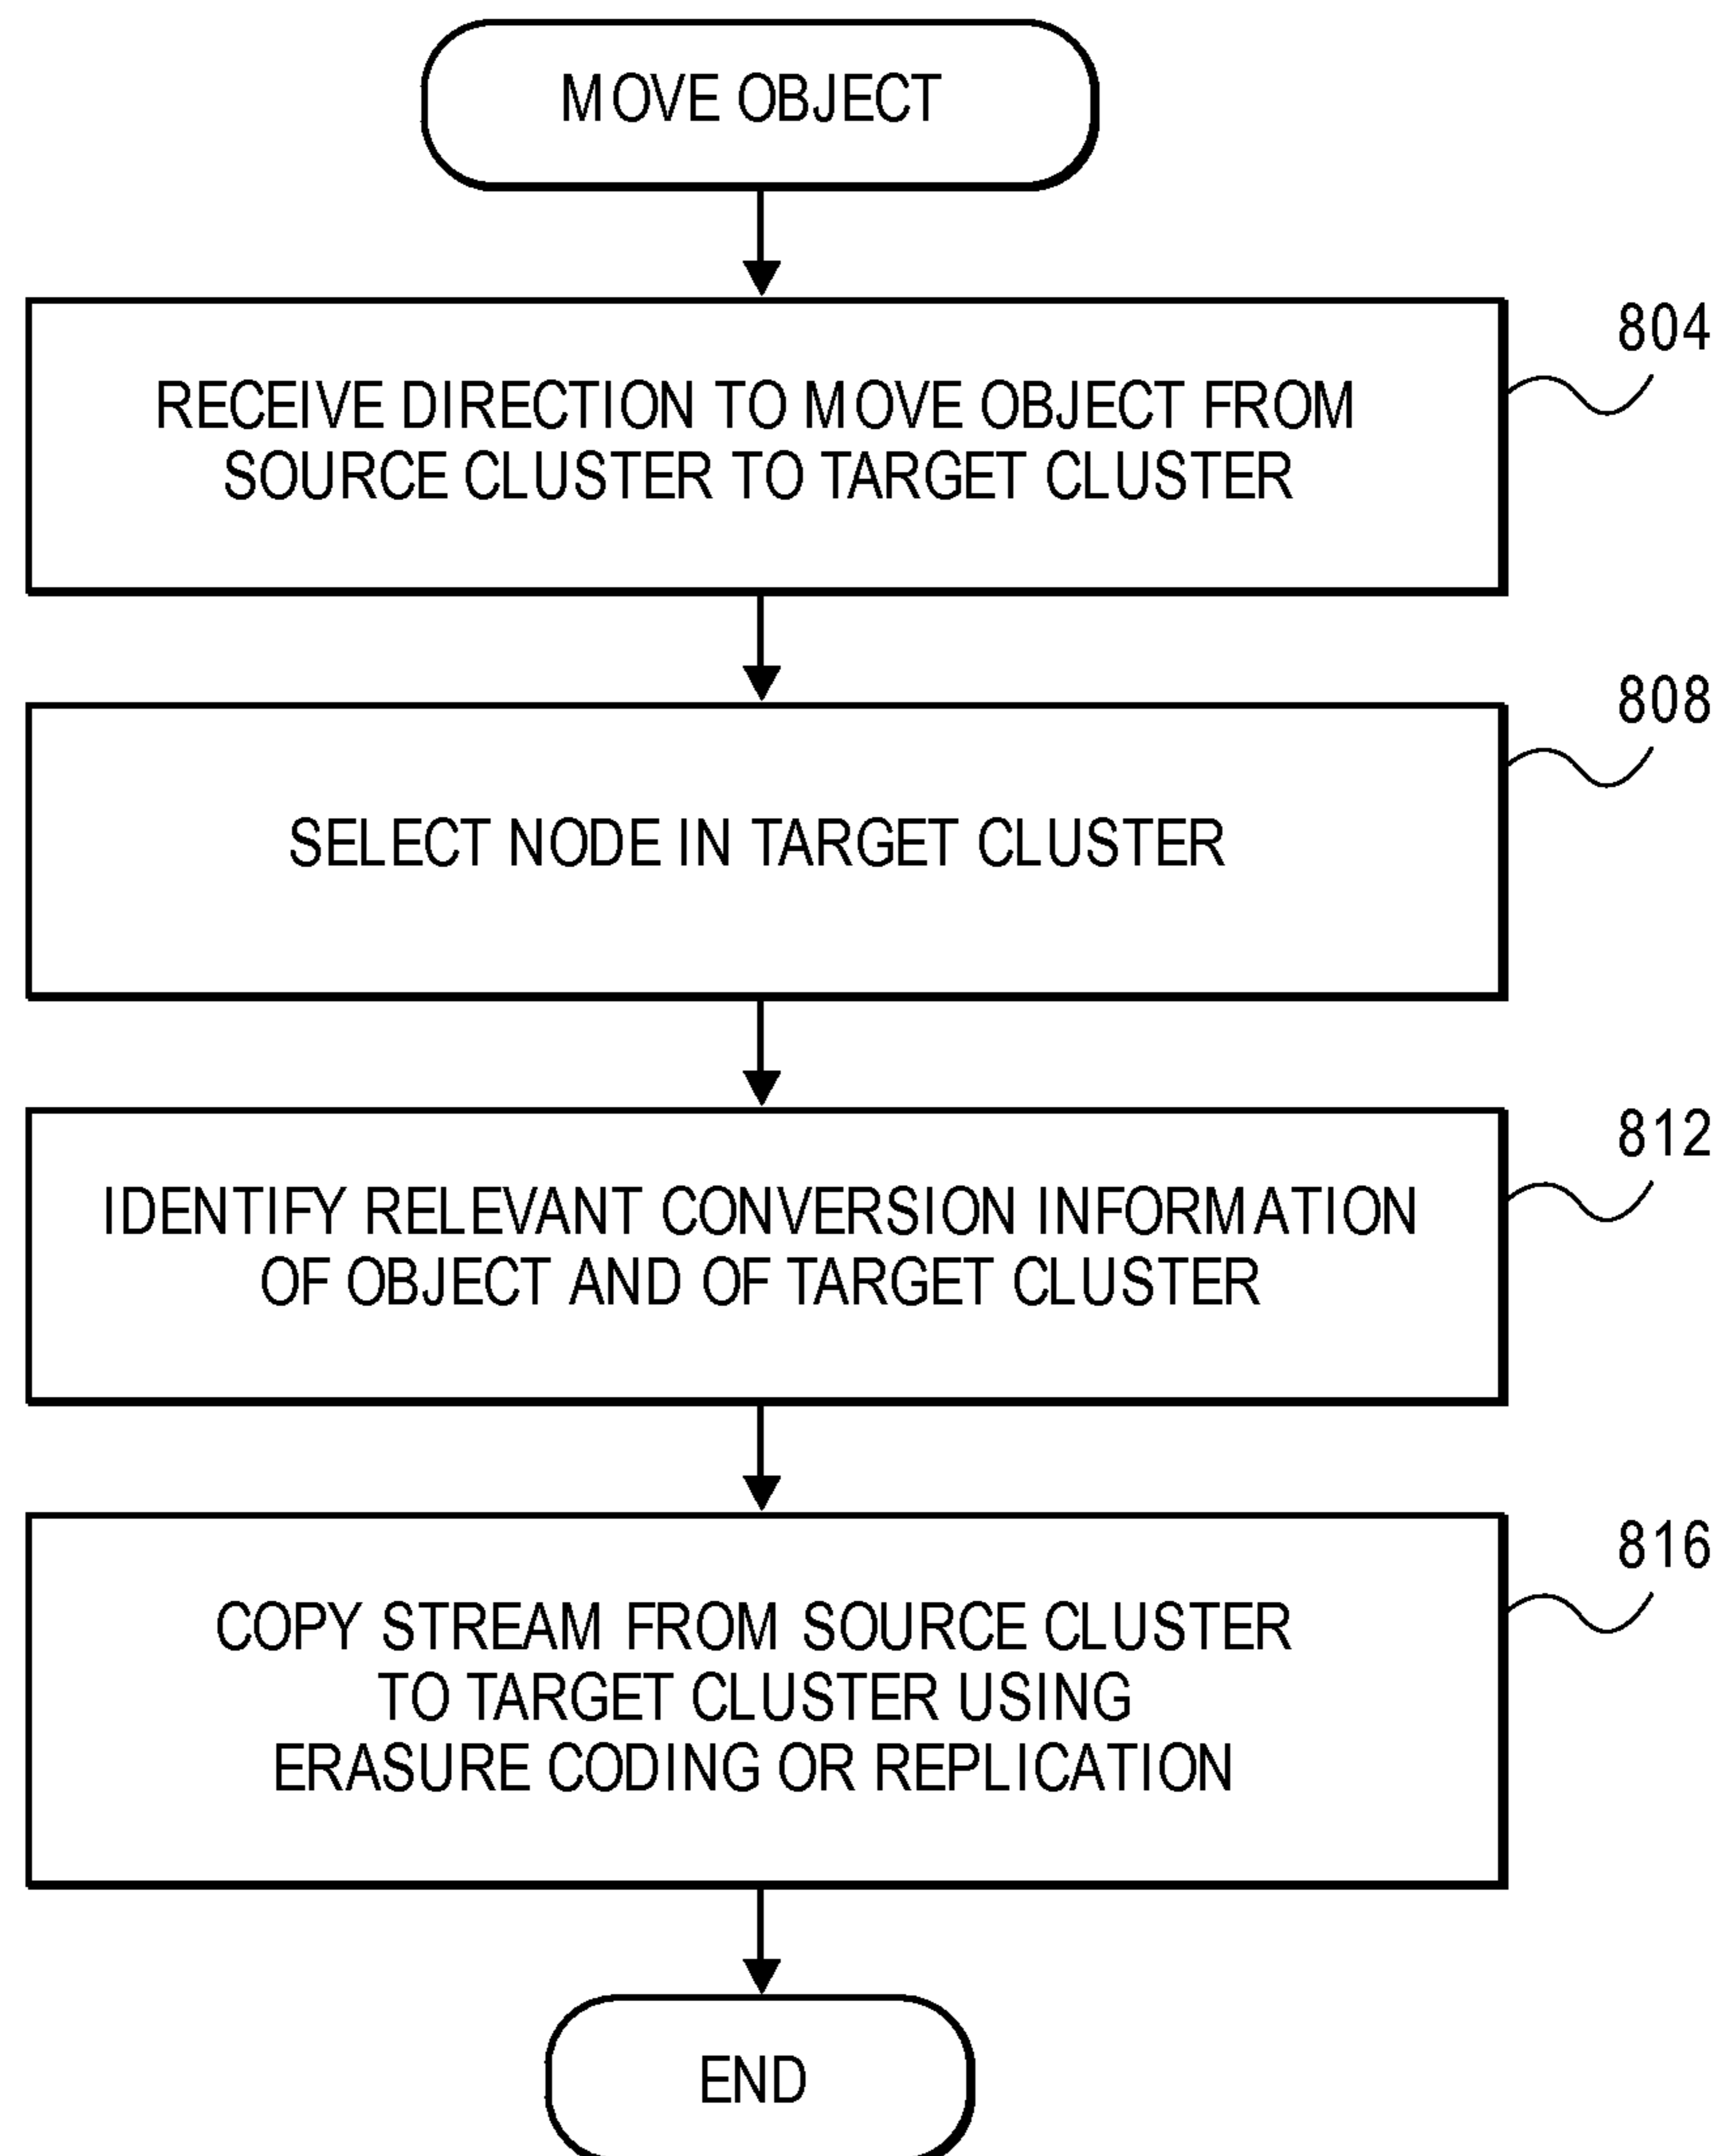 MOVE OBJECT
804
RECEIVE DIRECTION TO MOVE OBJECT FROM
SOURCE CLUSTER TO TARGET CLUSTER
808
SELECT NODE IN TARGET CLUSTER
812
IDENTIFY RELEVANT CONVERSION INFORMATION
OF OBJECT AND OF TARGET CLUSTER
816
COPY STREAM FROM SOURCE CLUSTER
TO TARGET CLUSTER USING
ERASURE CODING OR REPLICATION
END